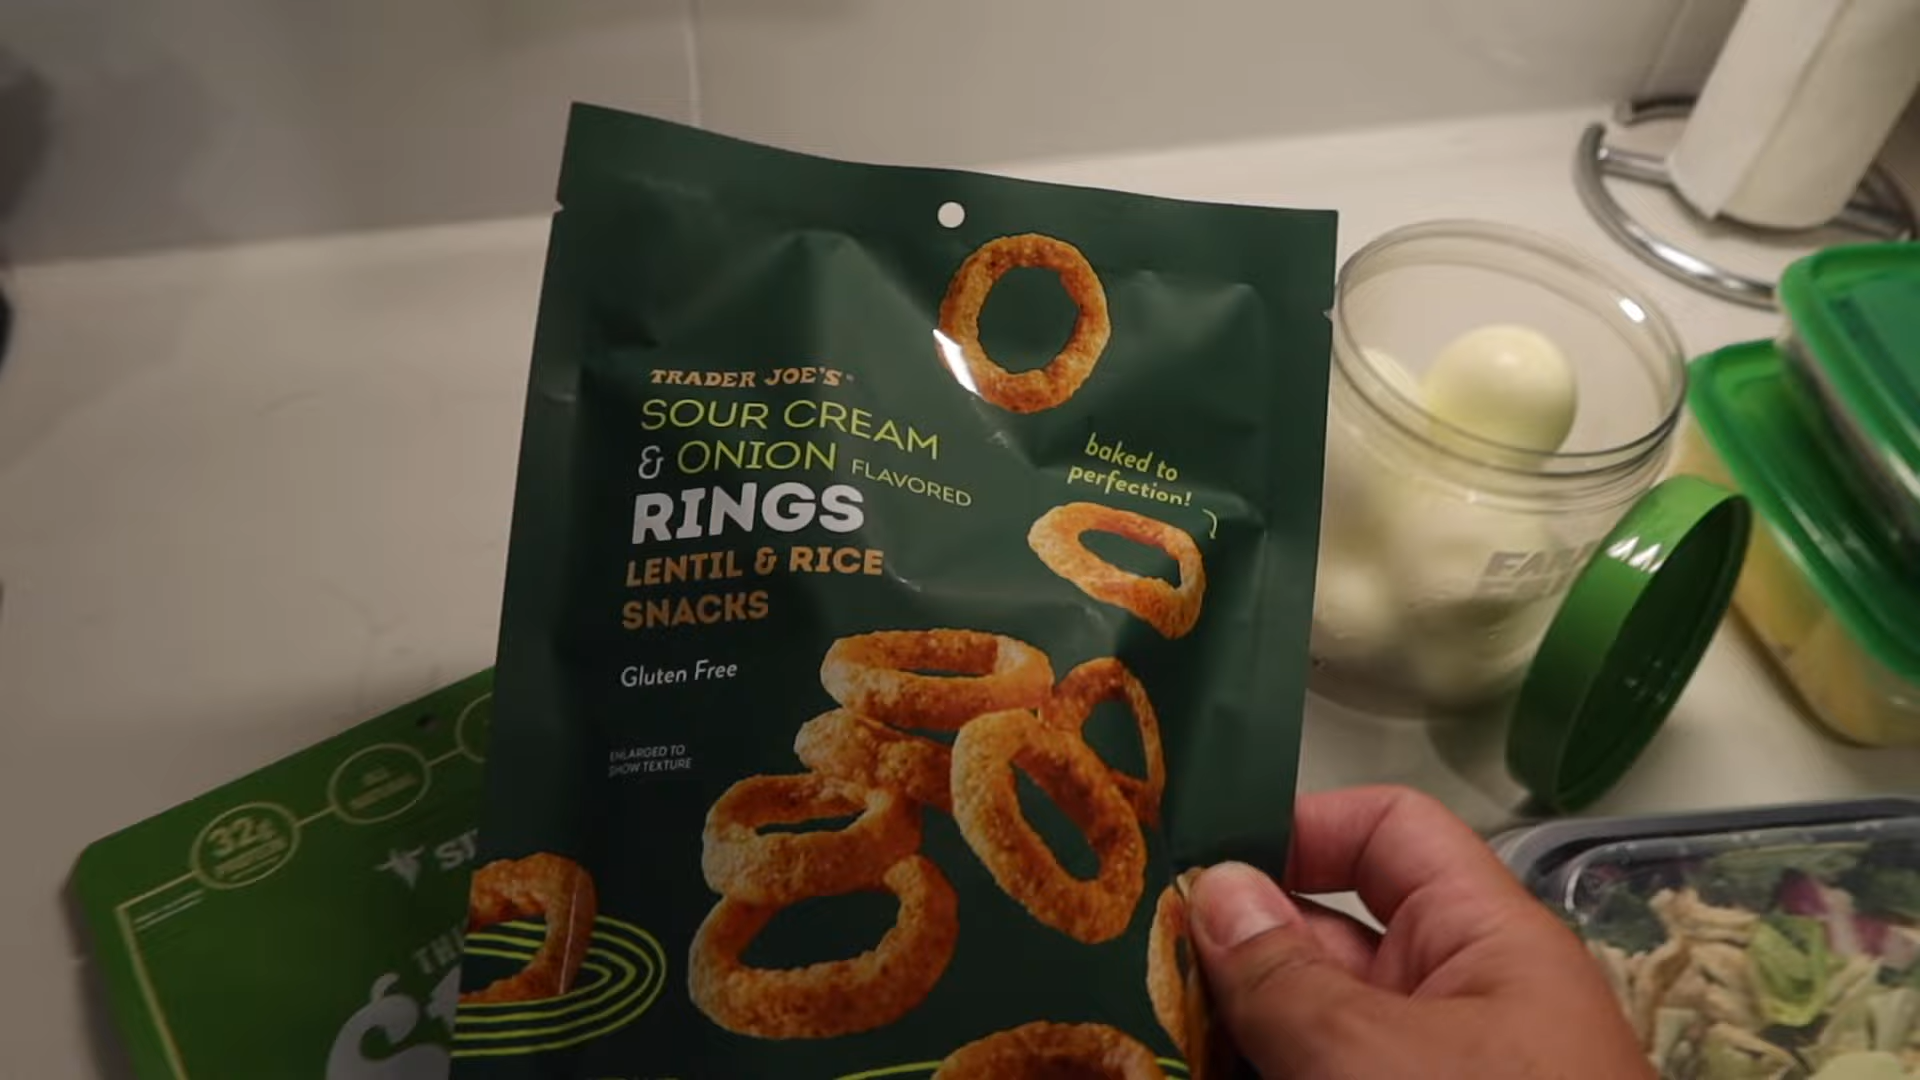 TRADER JOE'S
SOUR CREAM
& ONION FLAVORED
RINGS
LENTIL & RICE
SNACKS
baked to
perfection!
Gluten Free
ENLARGED TO
SHOW TEXTURE
32g